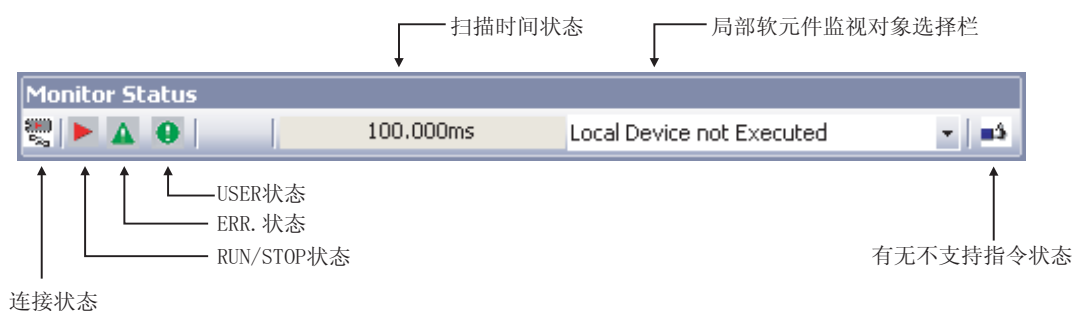 扫描时间状态
局部软元件监视对象选择栏
Monitor Status
100.000ms
Local Device not Executed
USER状态
ERR.状态
RUN/STOP状态
有无不支持指令状态
连接状态